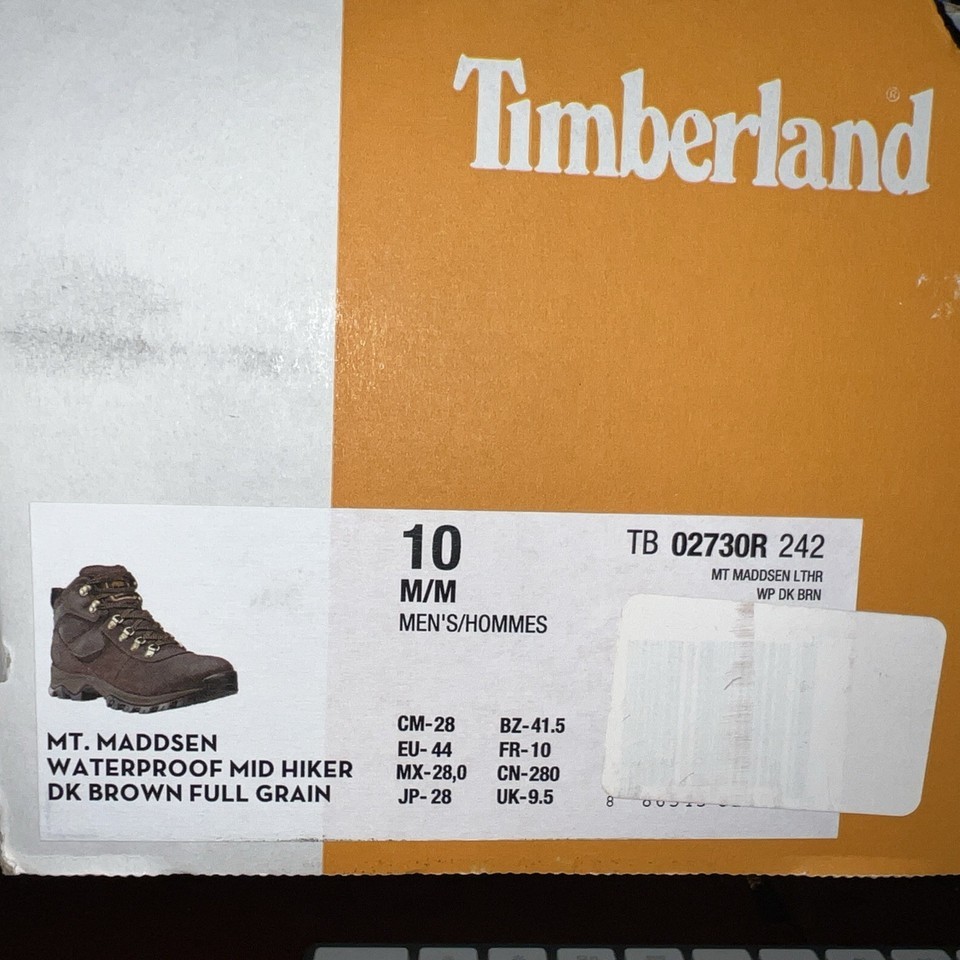 Timberland®
10
M/M
MEN'S/HOMMES
TB 02730R 242
MT MADDSEN LTHR
WP DK BRN
MT. MADDSEN
WATERPROOF MID HIKER
DK BROWN FULL GRAIN
CM-28 BZ-41.5
EU-44 FR-10
MX-28,0 CN-280
JP-28 UK-9.5
8